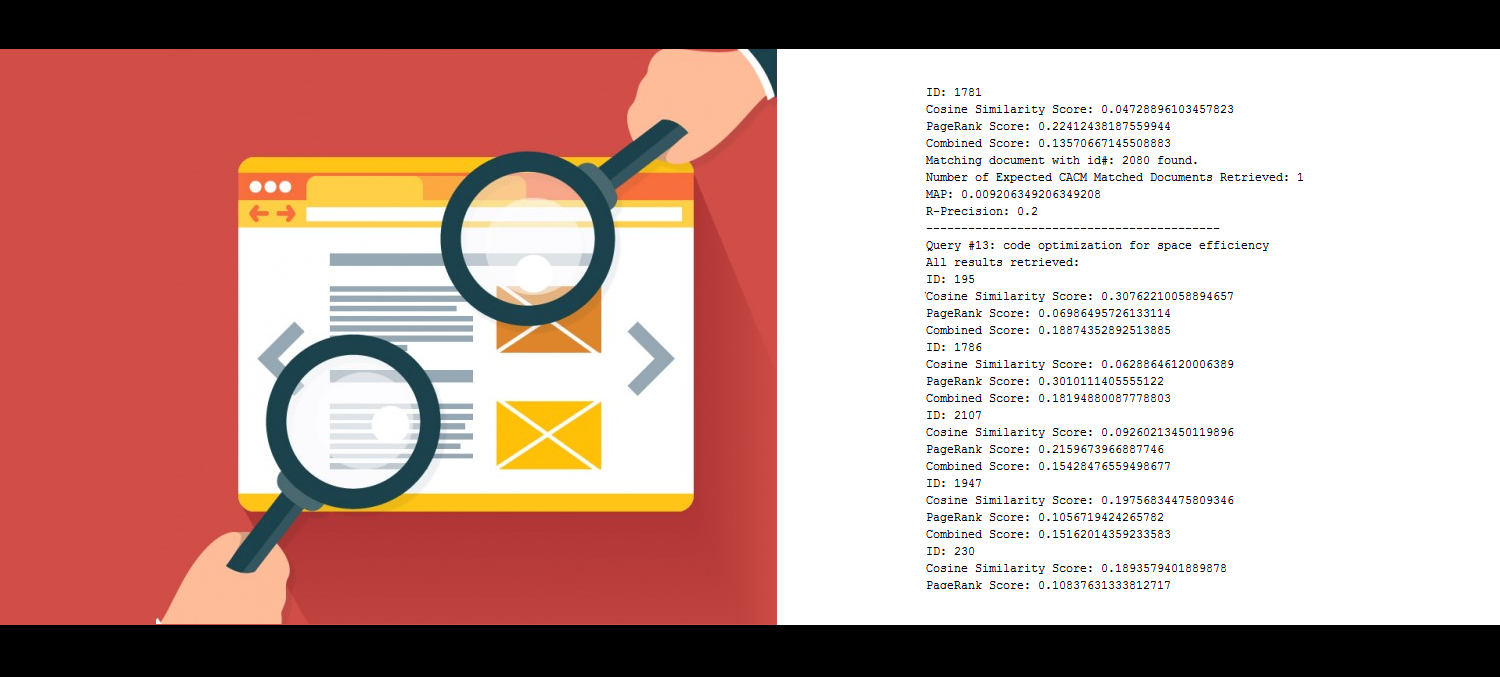 ID: 1781
Cosine Similarity Score: 0.04728896103457823
PageRank Score: 0.22412438187559944
Combined Score: 0.13570667145508883
Matching document with id#: 2080 found.
Number of Expected CACM Matched Documents Retrieved: 1
MAP: 0.009206349206349208
R-Precision: 0.2
------------------------------------------
Query #13: code optimization for space efficiency
All results retrieved:
ID: 195
Cosine Similarity Score: 0.30762210058894657
PageRank Score: 0.06986495726133114
Combined Score: 0.18874352892513885
ID: 1786
Cosine Similarity Score: 0.06288646120006389
PageRank Score: 0.3010111405555122
Combined Score: 0.18194880087778803
ID: 2107
Cosine Similarity Score: 0.09260213450119896
PageRank Score: 0.2159673966887746
Combined Score: 0.15428476559498677
ID: 1947
Cosine Similarity Score: 0.19756834475809346
PageRank Score: 0.1056719424265782
Combined Score: 0.15162014359233583
ID: 230
Cosine Similarity Score: 0.1893579401889878
PageRank Score: 0.10837631333812717